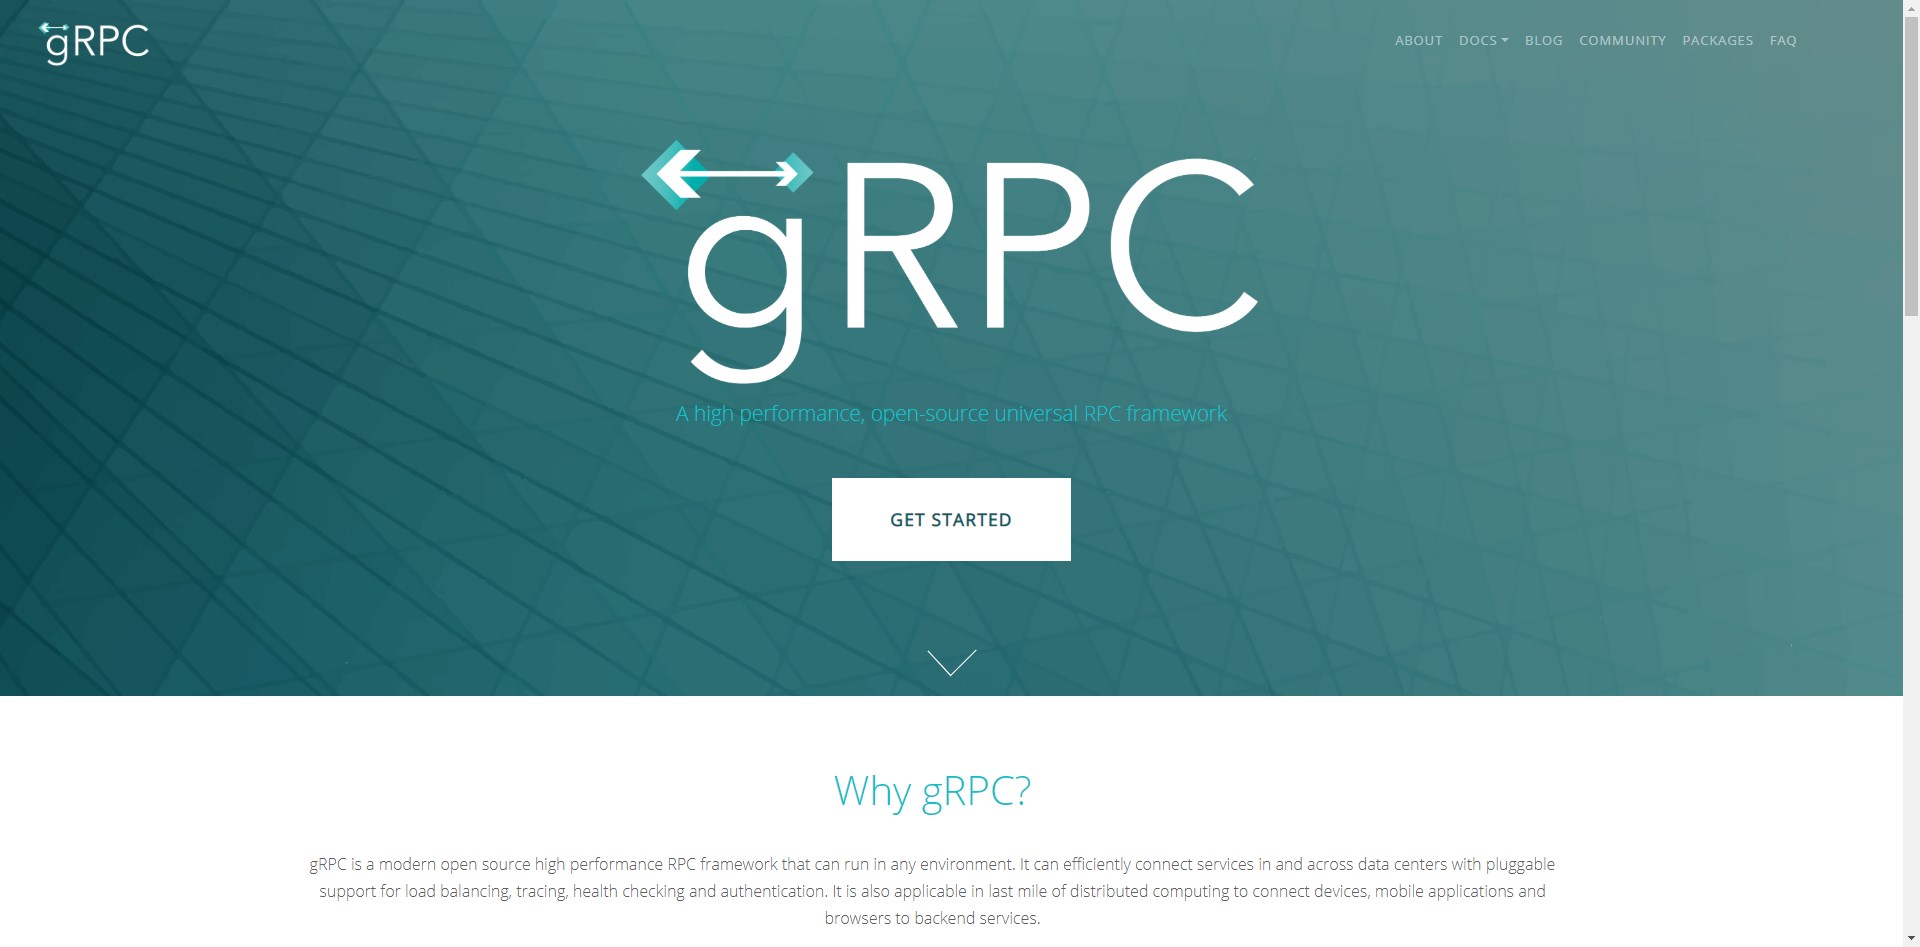 gRPC
ABOUT DOCS BLOG COMMUNITY PACKAGES FAQ
gRPC
A high performance, open-source universal RPC framework
GET STARTED
Why gRPC?
gRPC is a modern open source high performance RPC framework that can run in any environment. It can efficiently connect services in and across data centers with pluggable
support for load balancing, tracing, health checking and authentication. It is also applicable in last mile of distributed computing to connect devices, mobile applications and
browsers to backend services.